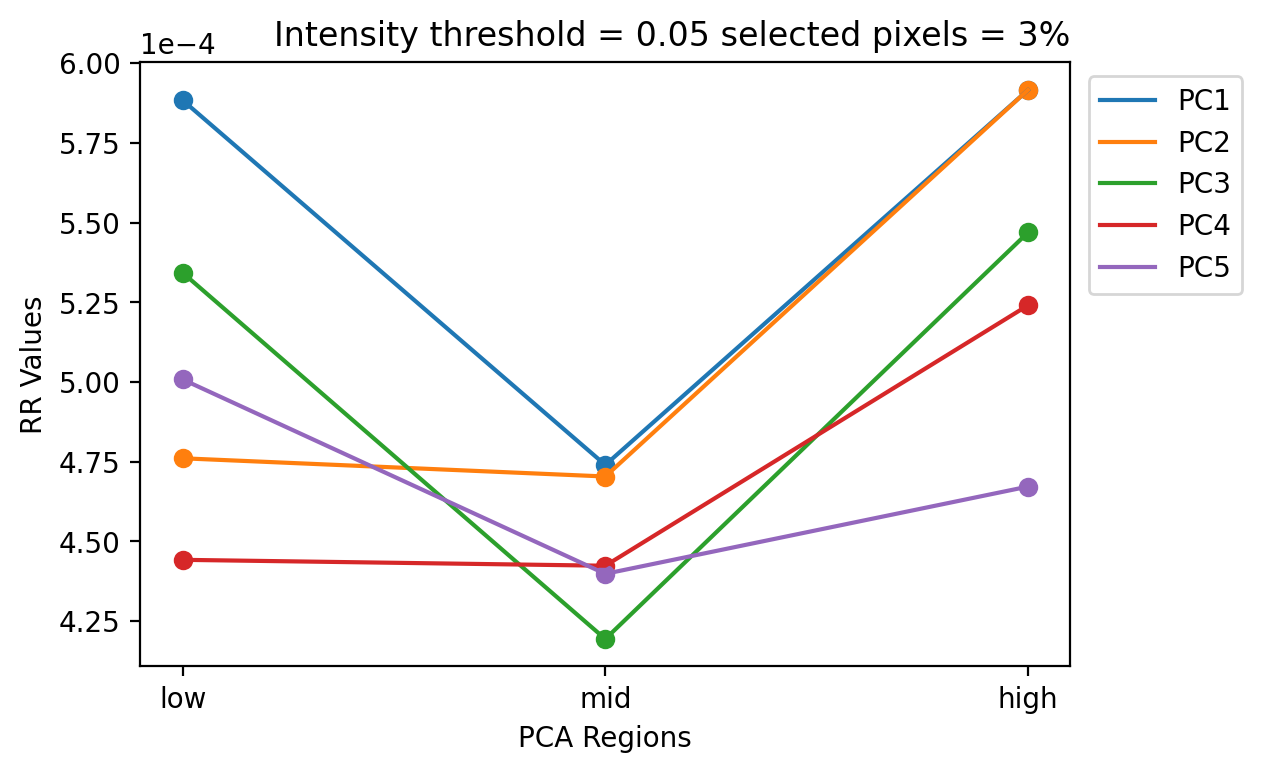 Intensity threshold = 0.05 selected pixels = 3%
1e−4
6.00
5.75
5.50
5.25
5.00
4.75
4.50
4.25
RR Values
low
mid
high
PCA Regions
PC1
PC2
PC3
PC4
PC5